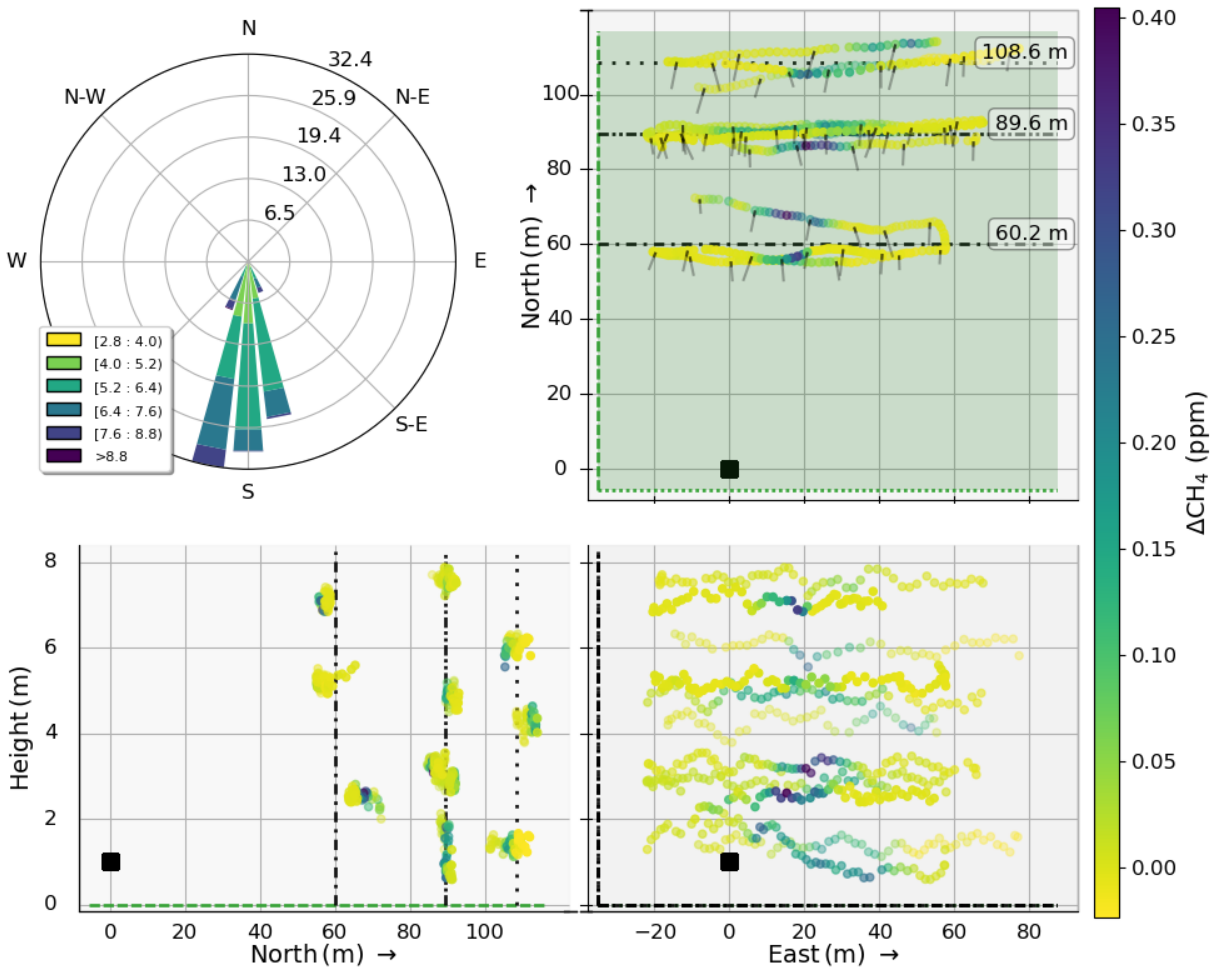 N
N-E
E
S-E
S
W
N-W
32.4
25.9
19.4
13.0
6.5
[2.8 : 4.0)
[4.0 : 5.2)
[5.2 : 6.4)
[6.4 : 7.6)
[7.6 : 8.8)
>8.8
North (m) →
100
80
60
40
20
0
108.6 m
89.6 m
60.2 m
0.40
0.35
0.30
0.25
0.20
0.15
0.10
0.05
0.00
ΔCH₄ (ppm)
Height (m)
8
6
4
2
0
0 20 40 60 80 100
North (m) →
−20 0 20 40 60 80
East (m) →